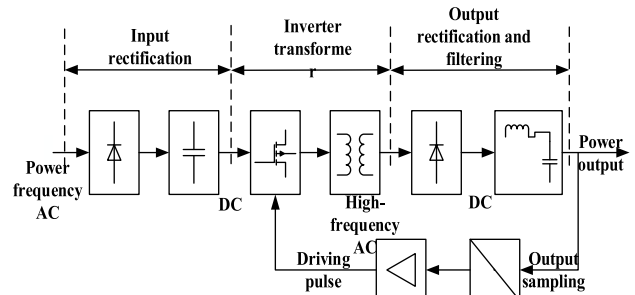 Input
rectification
Inverter
transforme
r
Output
rectification and
filtering
Power
frequency
AC
DC
High-
frequency
AC
DC
Power
output
Driving
pulse
Output
sampling